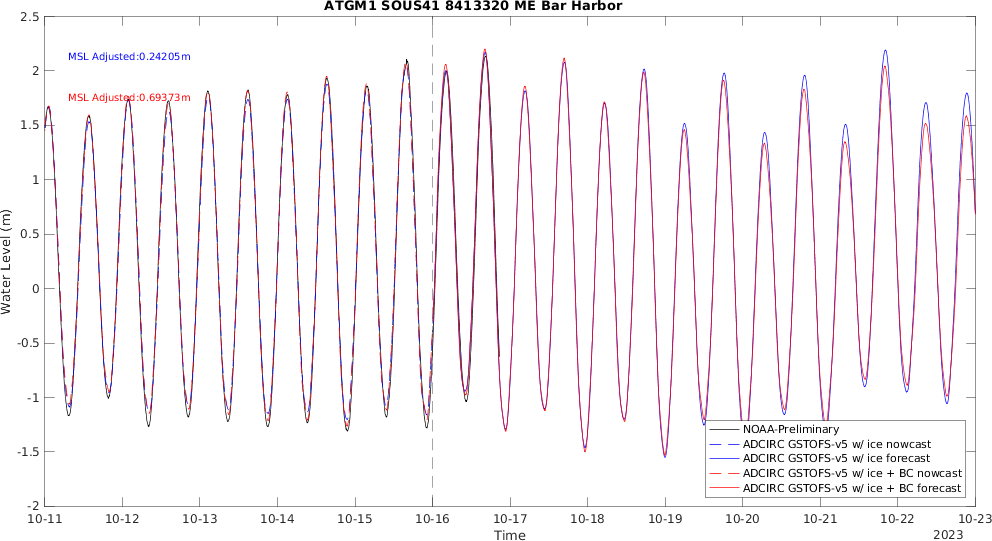 ATGM1 SOUS41 8413320 ME Bar Harbor
2.5
2
1.5
1
0.5
0
-0.5
-1
-1.5
-2
Water Level (m)
MSL Adjusted:0.24205m
MSL Adjusted:0.69373m
NOAA-Preliminary
ADCIRC GSTOFS-v5 w/ ice nowcast
ADCIRC GSTOFS-v5 w/ ice forecast
ADCIRC GSTOFS-v5 w/ ice + BC nowcast
ADCIRC GSTOFS-v5 w/ ice + BC forecast
10-11 10-12 10-13 10-14 10-15 10-16 10-17 10-18 10-19 10-20 10-21 10-22 10-23
Time
2023